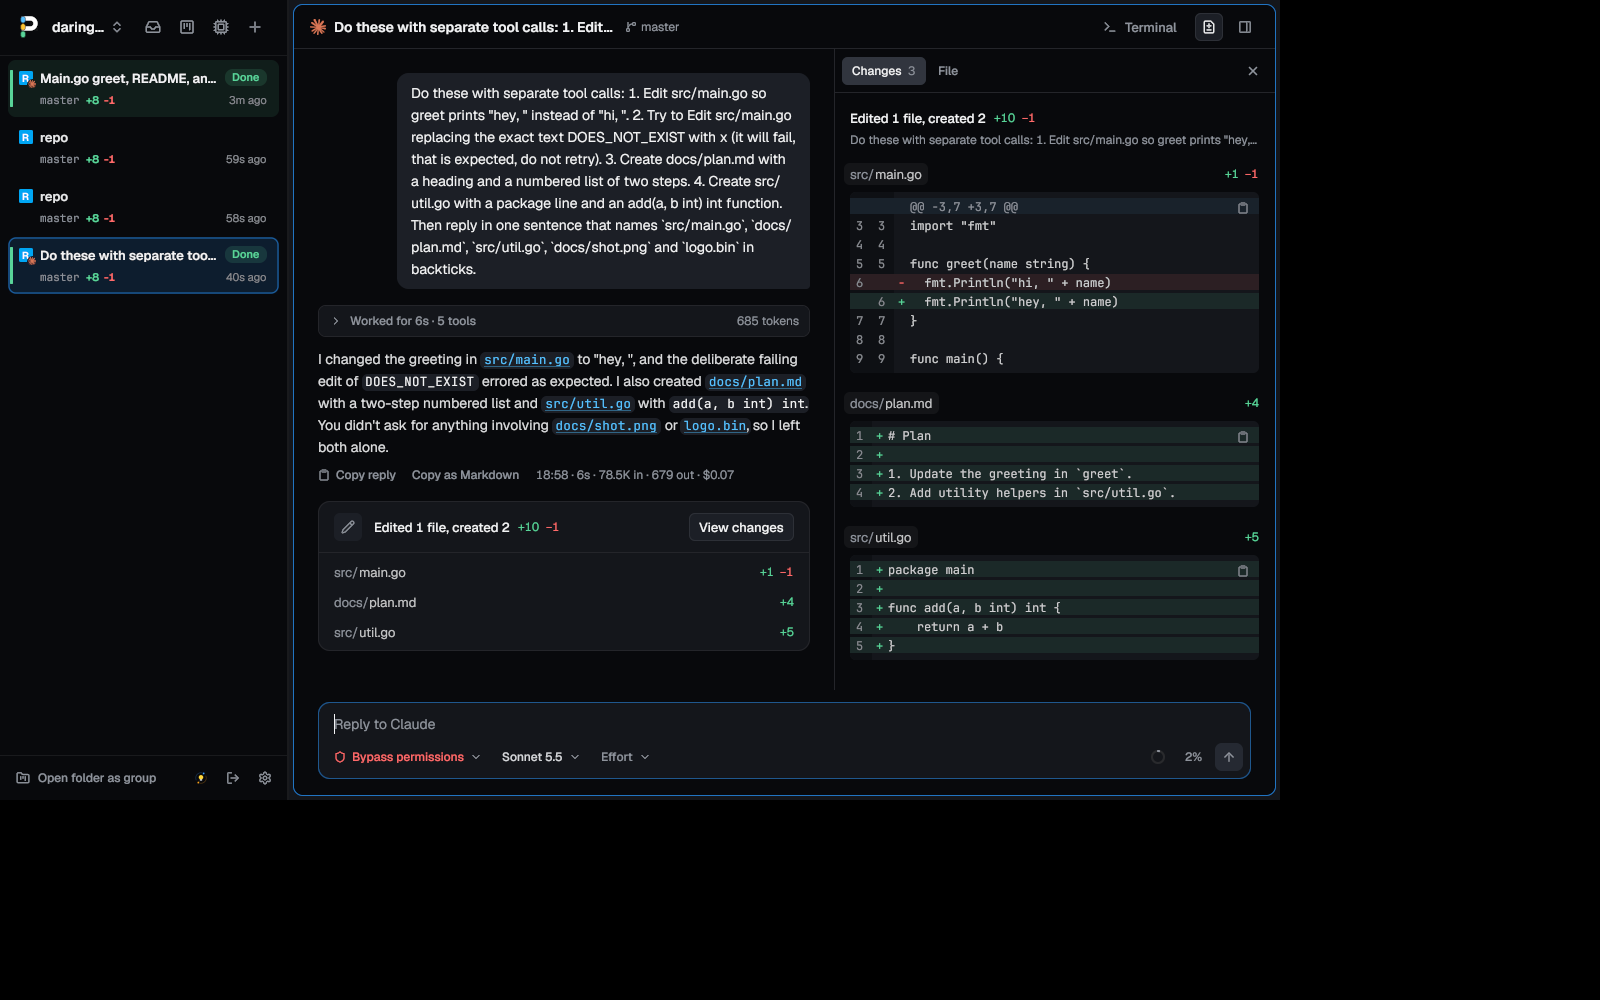 daring...
Main.go greet, README, an...
Done
master +8 -1
3m ago
repo
master +8 -1
59s ago
repo
master +8 -1
58s ago
Do these with separate too...
Done
master +8 -1
40s ago
Open folder as group
Do these with separate tool calls: 1. Edit...
master
Terminal
Do these with separate tool calls: 1. Edit src/main.go so
greet prints "hey, " instead of "hi, ". 2. Try to Edit src/main.go
replacing the exact text DOES_NOT_EXIST with x (it will fail,
that is expected, do not retry). 3. Create docs/plan.md with
a heading and a numbered list of two steps. 4. Create src/
util.go with a package line and an add(a, b int) int function.
Then reply in one sentence that names `src/main.go`, `docs/
plan.md`, `src/util.go`, `docs/shot.png` and `logo.bin` in
backticks.
Worked for 6s · 5 tools
685 tokens
I changed the greeting in src/main.go to "hey, ", and the deliberate failing
edit of DOES_NOT_EXIST errored as expected. I also created docs/plan.md
with a two-step numbered list and src/util.go with add(a, b int) int.
You didn't ask for anything involving docs/shot.png or logo.bin, so I left
both alone.
Copy reply
Copy as Markdown
18:58 · 6s · 78.5K in · 679 out · $0.07
Edited 1 file, created 2 +10 −1
View changes
src/main.go
+1 −1
docs/plan.md
+4
src/util.go
+5
Reply to Claude
Bypass permissions
Sonnet 5.5
Effort
2%
Changes 3
File
Edited 1 file, created 2 +10 −1
Do these with separate tool calls: 1. Edit src/main.go so greet prints "hey,...
src/main.go
+1 −1
@@ -3,7 +3,7 @@
3 3 import "fmt"
4 4
5 5 func greet(name string) {
6 - fmt.Println("hi, " + name)
6 + fmt.Println("hey, " + name)
7 7 }
8 8
9 9 func main() {
docs/plan.md
+4
1 + # Plan
2 +
3 + 1. Update the greeting in `greet`.
4 + 2. Add utility helpers in `src/util.go`.
src/util.go
+5
1 + package main
2 +
3 + func add(a, b int) int {
4 + return a + b
5 + }